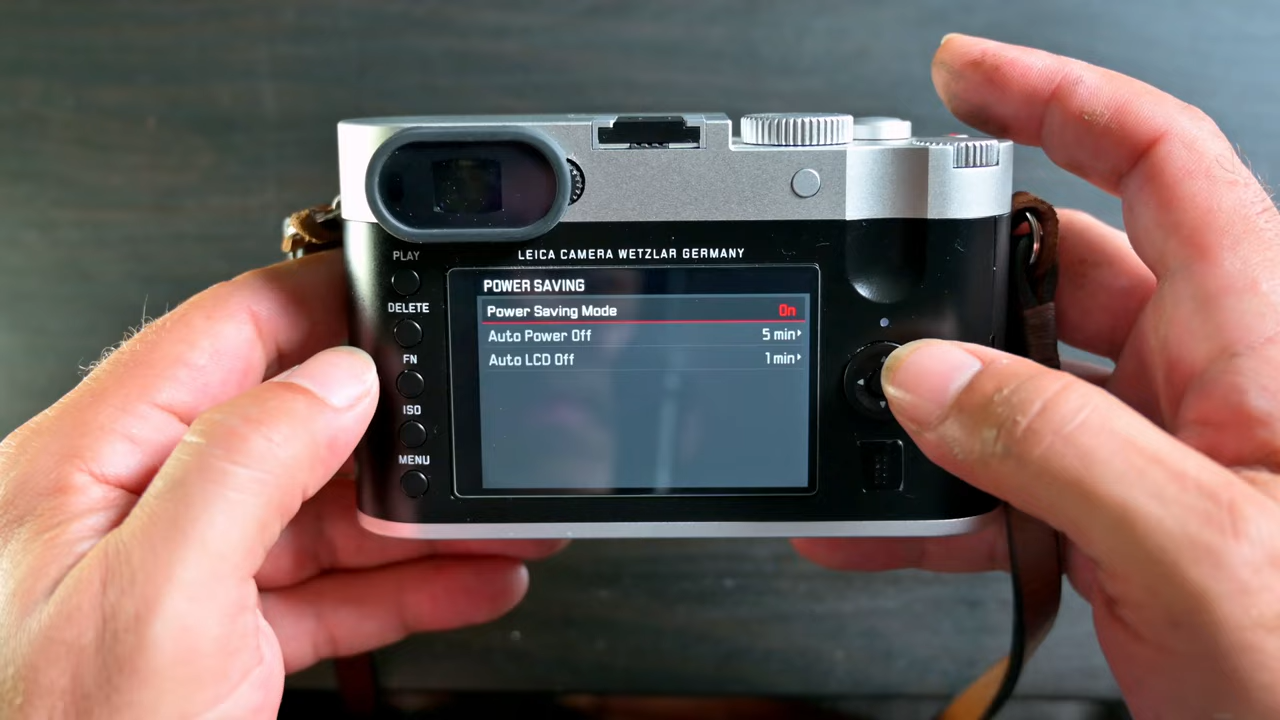 LEICA CAMERA WETZLAR GERMANY
PLAY
DELETE
FN
ISO
MENU
POWER SAVING
Power Saving Mode On
Auto Power Off 5 min
Auto LCD Off 1 min